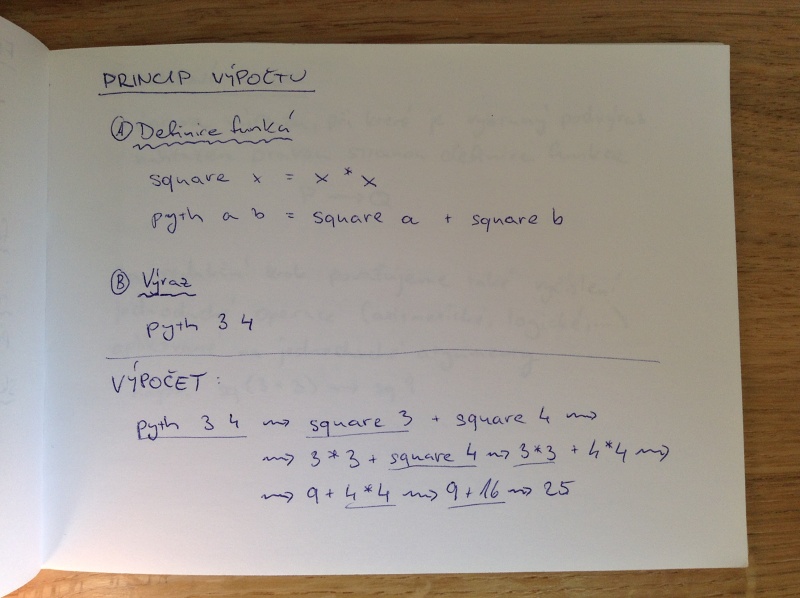 PRINCIP VÝPOČTU
Ⓐ Definice funkcí
square x = x * x
pyth a b = square a + square b
Ⓑ Výraz
pyth 3 4
VÝPOČET:
pyth 3 4 ⇝ square 3 + square 4 ⇝
⇝ 3*3 + square 4 ⇝ 3*3 + 4*4 ⇝
⇝ 9 + 4*4 ⇝ 9 + 16 ⇝ 25